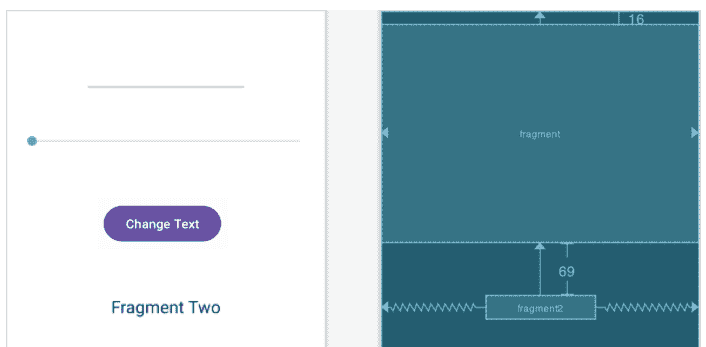 16
fragment
Change Text
69
Fragment Two
fragment2